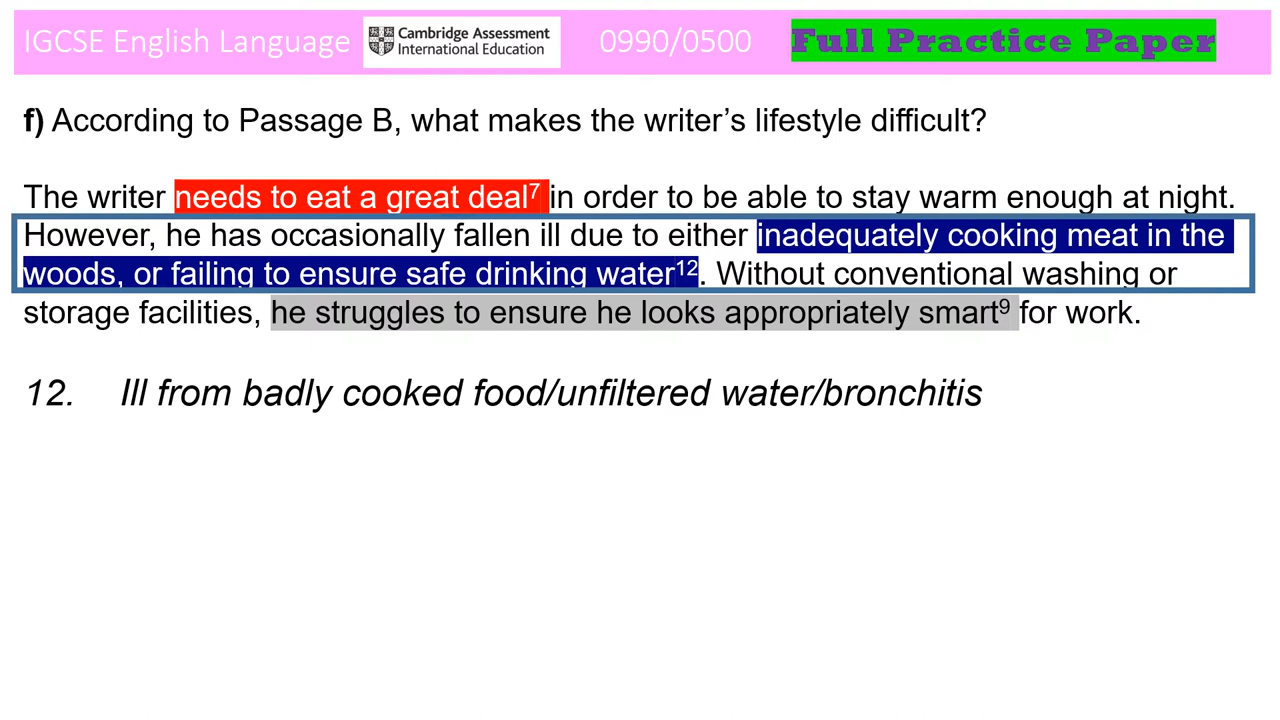 IGCSE English Language
Cambridge Assessment
International Education
0990/0500
Full Practice Paper
f) According to Passage B, what makes the writer’s lifestyle difficult?
The writer needs to eat a great deal⁷ in order to be able to stay warm enough at night.
However, he has occasionally fallen ill due to either inadequately cooking meat in the
woods, or failing to ensure safe drinking water¹². Without conventional washing or
storage facilities, he struggles to ensure he looks appropriately smart⁹ for work.
12. Ill from badly cooked food/unfiltered water/bronchitis